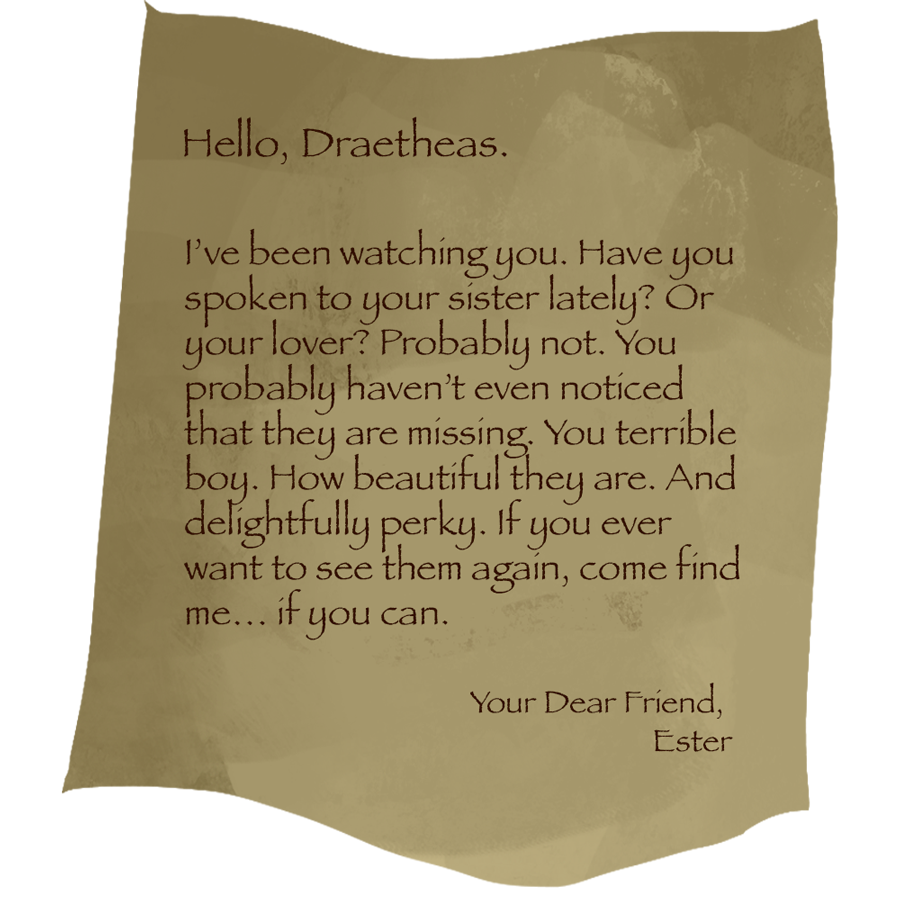 Hello, Draetheas.
I've been watching you. Have you
spoken to your sister lately? Or
your lover? Probably not. You
probably haven't even noticed
that they are missing. You terrible
boy. How beautiful they are. And
delightfully perky. If you ever
want to see them again, come find
me... if you can.
Your Dear Friend,
Ester